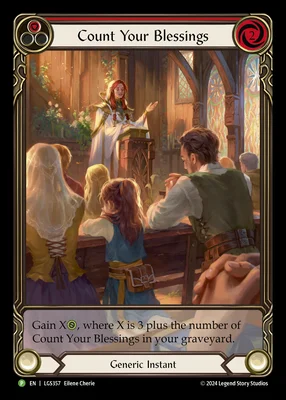 Count Your Blessings
Gain X, where X is 3 plus the number of
Count Your Blessings in your graveyard.
Generic Instant
P EN | LGS357 Eilene Cherie
© 2024 Legend Story Studios